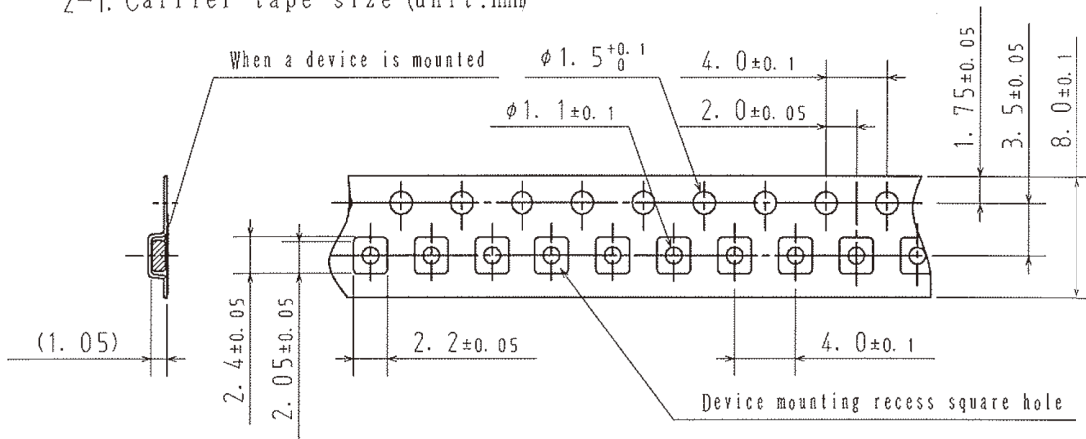 2-1. Carrier tape size (unit:mm)
When a device is mounted
φ1.5+0.1 0
4.0±0.1
φ1.1±0.1
2.0±0.05
1.75±0.05
3.5±0.05
8.0±0.1
(1.05)
2.4±0.05
2.05±0.05
2.2±0.05
4.0±0.1
Device mounting recess square hole